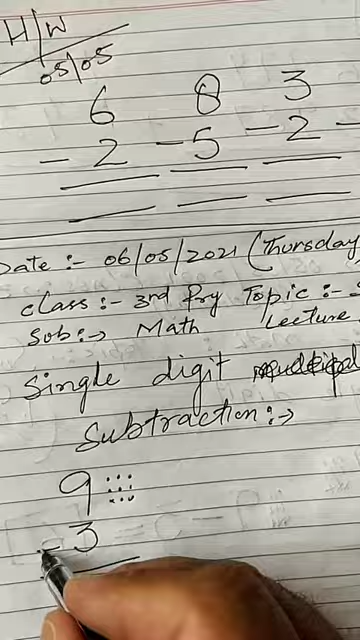 H/W
05/05
6 8 3
- 2 - 5 - 2 -
Date :- 06/05/2021 (Thursday
class :- 3rd Pry Topic :-
Sub :-> Math Lecture
Single digit
Subtraction :->
9
- 3